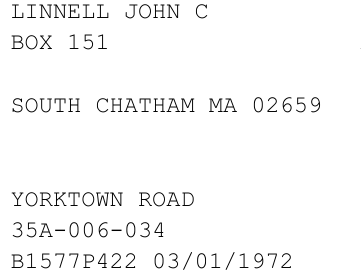 LINNELL JOHN C
BOX 151
SOUTH CHATHAM MA 02659
YORKTOWN ROAD
35A-006-034
B1577P422 03/01/1972